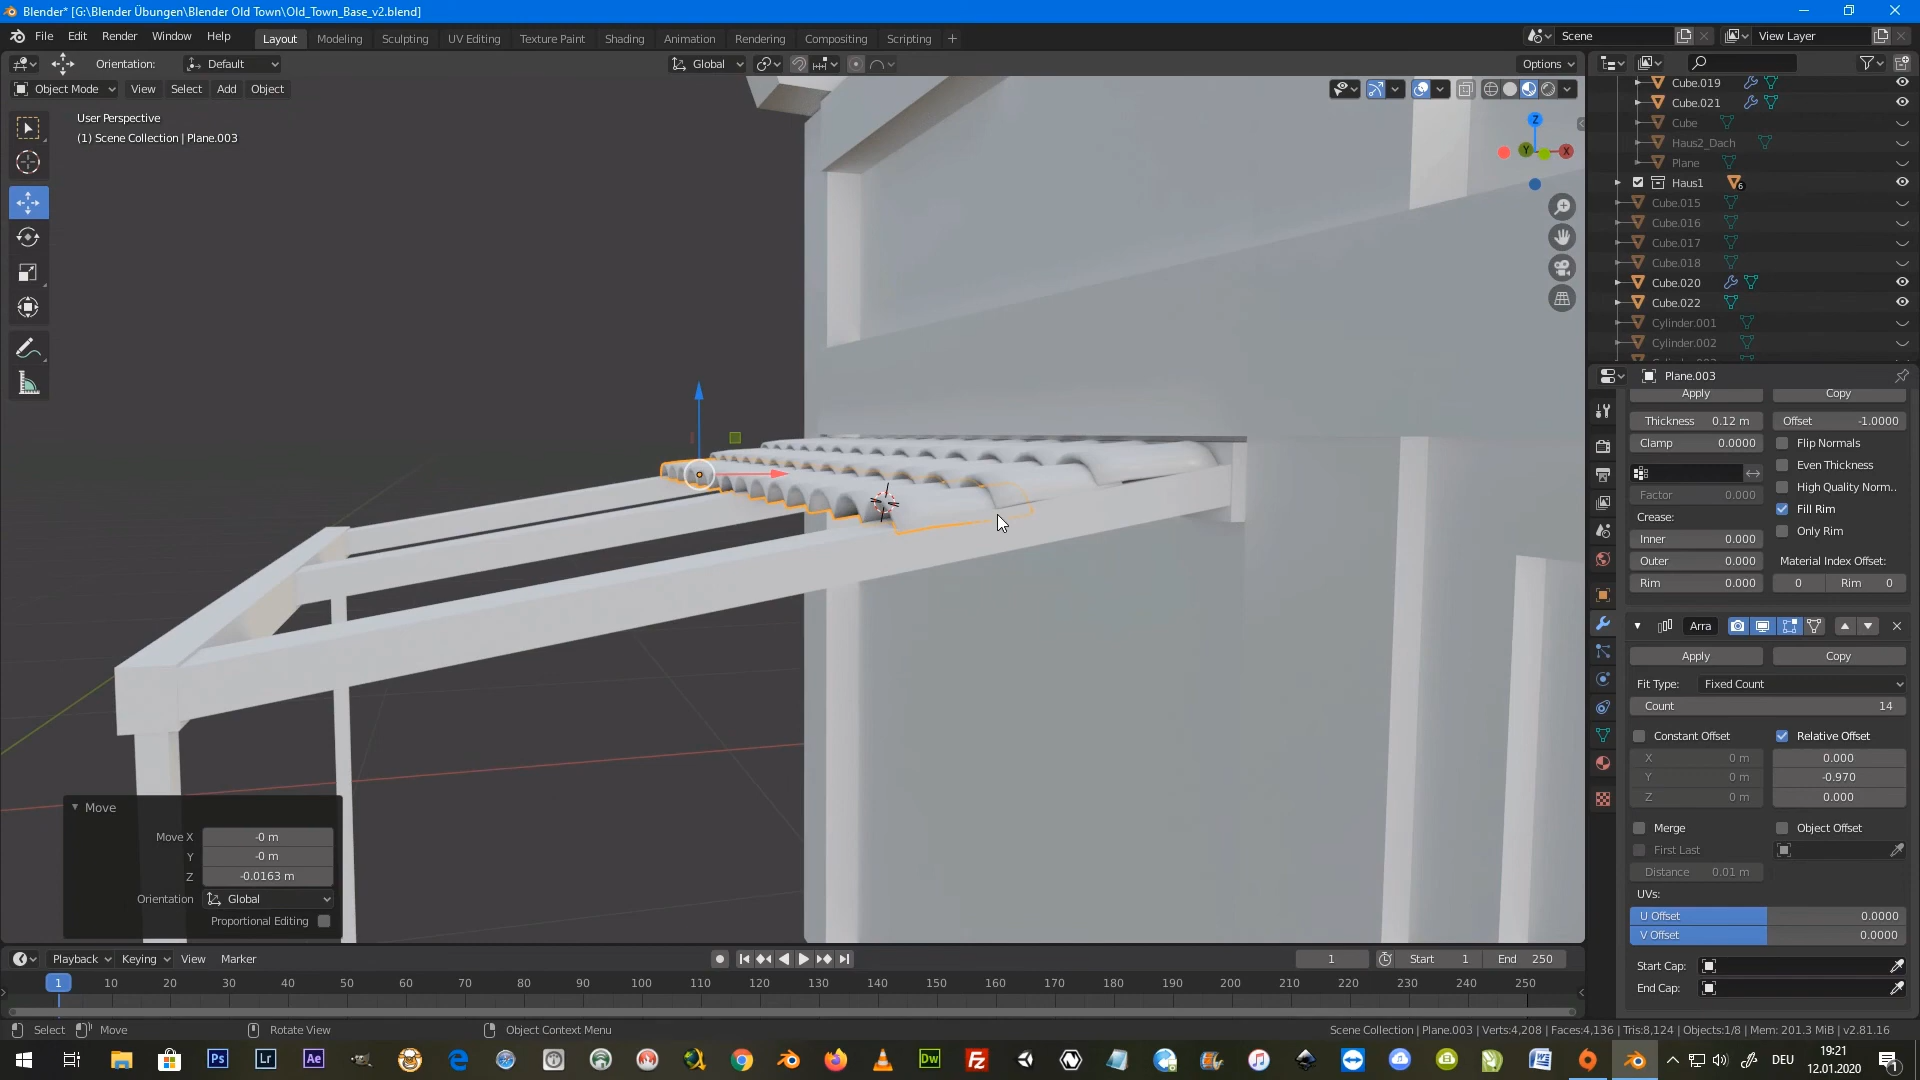 Blender* [G:\Blender Übungen\Blender Old Town\Old_Town_Base_v2.blend]
File Edit Render Window Help Layout Modeling Sculpting UV Editing Texture Paint Shading Animation Rendering Compositing Scripting + Scene View Layer
Orientation: Default Global Options
Object Mode View Select Add Object
User Perspective
(1) Scene Collection | Plane.003
Z
Y
X
Cube.019
Cube.021
Cube
Haus2_Dach
Plane
Haus1 6
Cube.015
Cube.016
Cube.017
Cube.018
Cube.020
Cube.022
Cylinder.001
Cylinder.002
Plane.003
Apply Copy
Thickness 0.12 m Offset -1.0000
Clamp 0.0000 Flip Normals
Even Thickness
Factor 0.000 High Quality Norm..
Crease: Fill Rim
Inner 0.000 Only Rim
Outer 0.000 Material Index Offset:
Rim 0.000 0 Rim 0
Arra
Apply Copy
Fit Type: Fixed Count
Count 14
Constant Offset Relative Offset
X 0 m 0.000
Y 0 m -0.970
Z 0 m 0.000
Merge Object Offset
First Last
Distance 0.01 m
UVs:
U Offset 0.0000
V Offset 0.0000
Start Cap:
End Cap:
Move
Move X -0 m
Y -0 m
Z -0.0163 m
Orientation Global
Proportional Editing
Playback Keying View Marker 1 Start 1 End 250
1 10 20 30 40 50 60 70 80 90 100 110 120 130 140 150 160 170 180 190 200 210 220 230 240 250
Select Move Rotate View Object Context Menu Scene Collection | Plane.003 | Verts:4,208 | Faces:4,136 | Tris:8,124 | Objects:1/8 | Mem: 201.3 MiB | v2.81.16
Ps Lr Ae Dw DEU 19:21
12.01.2020 1